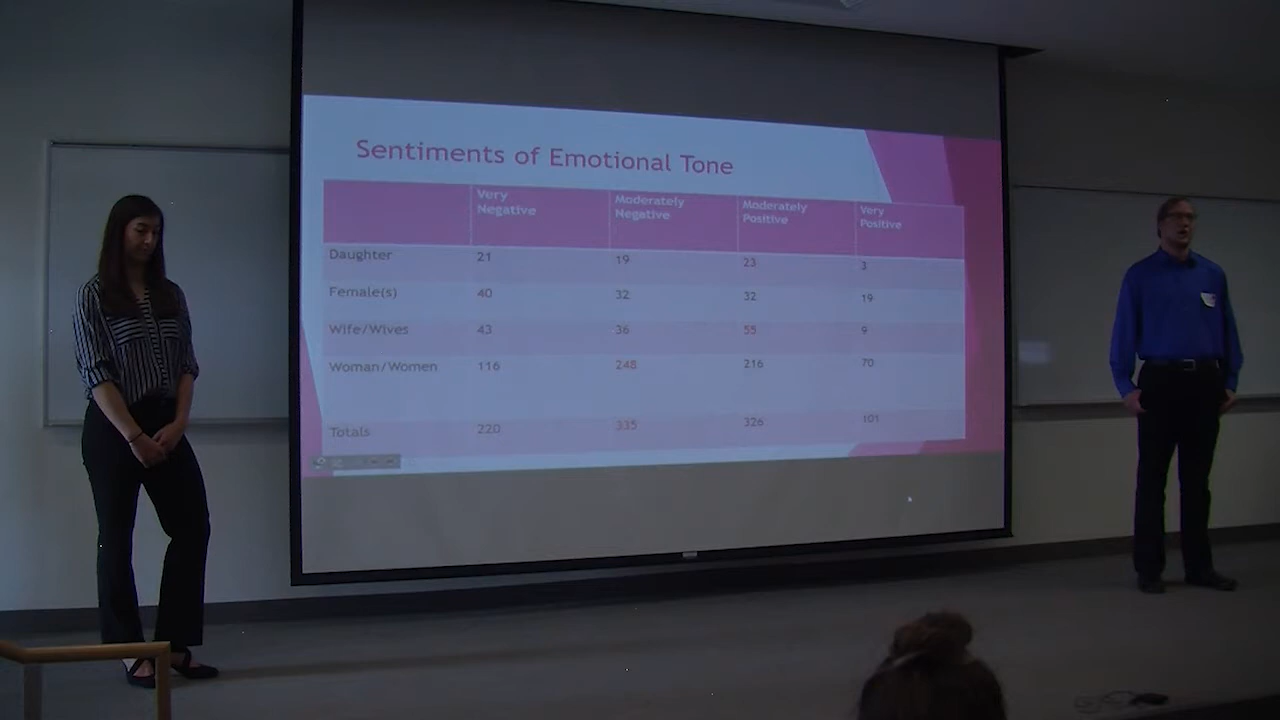 Sentiments of Emotional Tone
Very Negative Moderately Negative Moderately Positive Very Positive
Daughter 21 19 23 3
Female(s) 40 32 32 19
Wife/Wives 43 36 55 9
Woman/Women 116 248 216 70
Totals 220 335 326 101